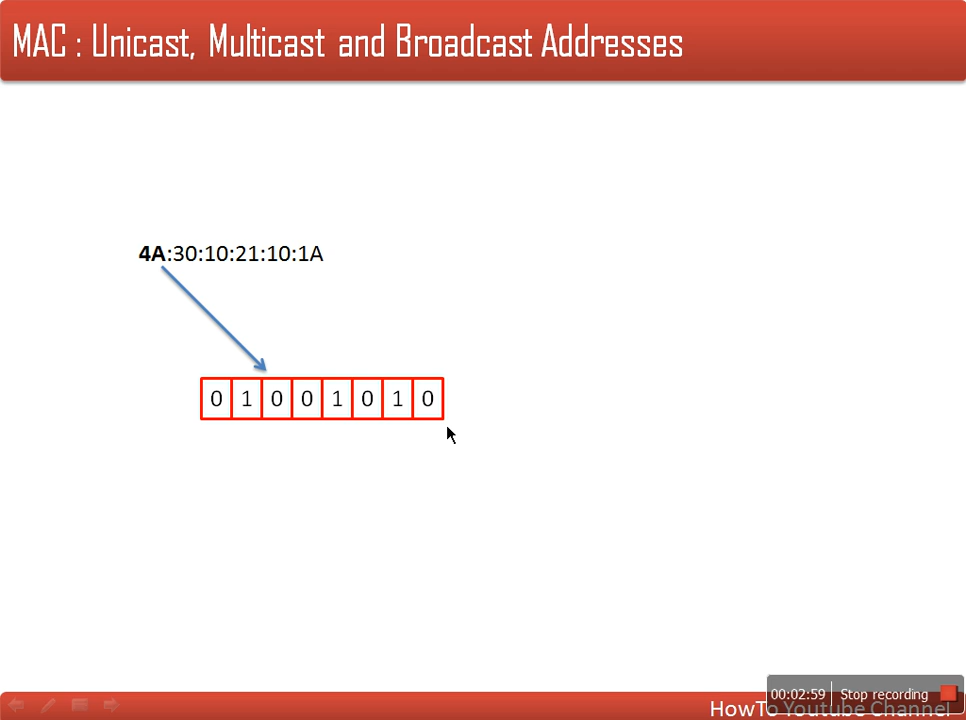 MAC : Unicast, Multicast and Broadcast Addresses
4A:30:10:21:10:1A
0 1 0 0 1 0 1 0
00:02:59 Stop recording
HowTo Youtube Channel